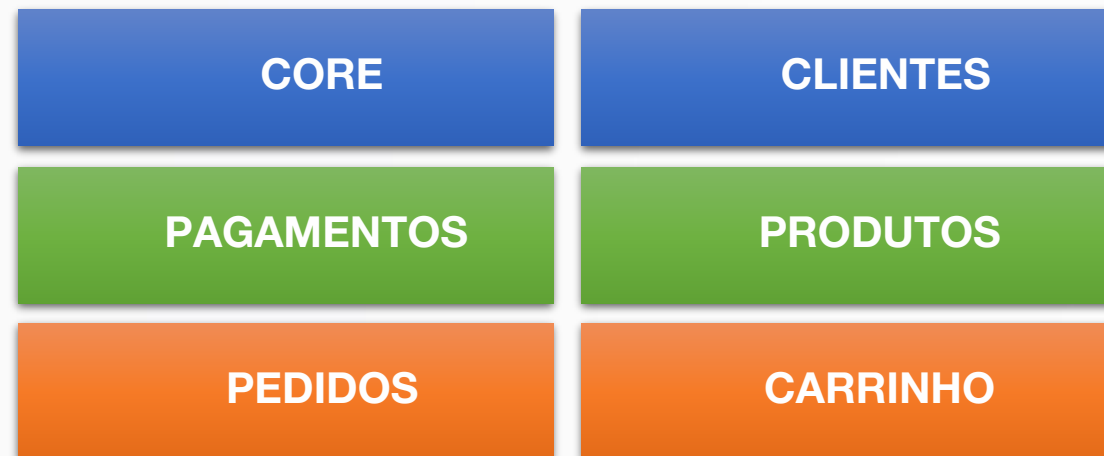 CORE
CLIENTES
PAGAMENTOS
PRODUTOS
PEDIDOS
CARRINHO